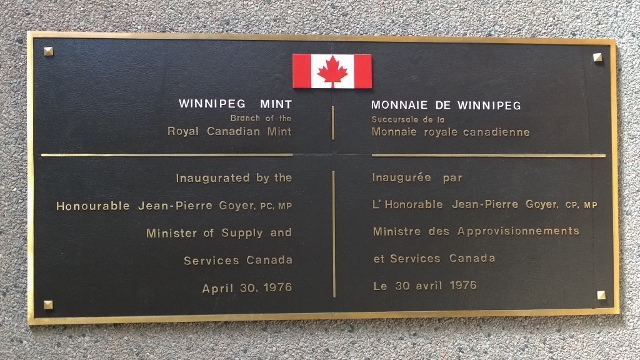 WINNIPEG MINT
Branch of the
Royal Canadian Mint
Inaugurated by the
Honourable Jean-Pierre Goyer, PC, MP
Minister of Supply and
Services Canada
April 30, 1976
MONNAIE DE WINNIPEG
Succursale de la
Monnaie royale canadienne
Inaugurée par
L'Honorable Jean-Pierre Goyer, CP, MP
Ministre des Approvisionnements
et Services Canada
Le 30 avril 1976